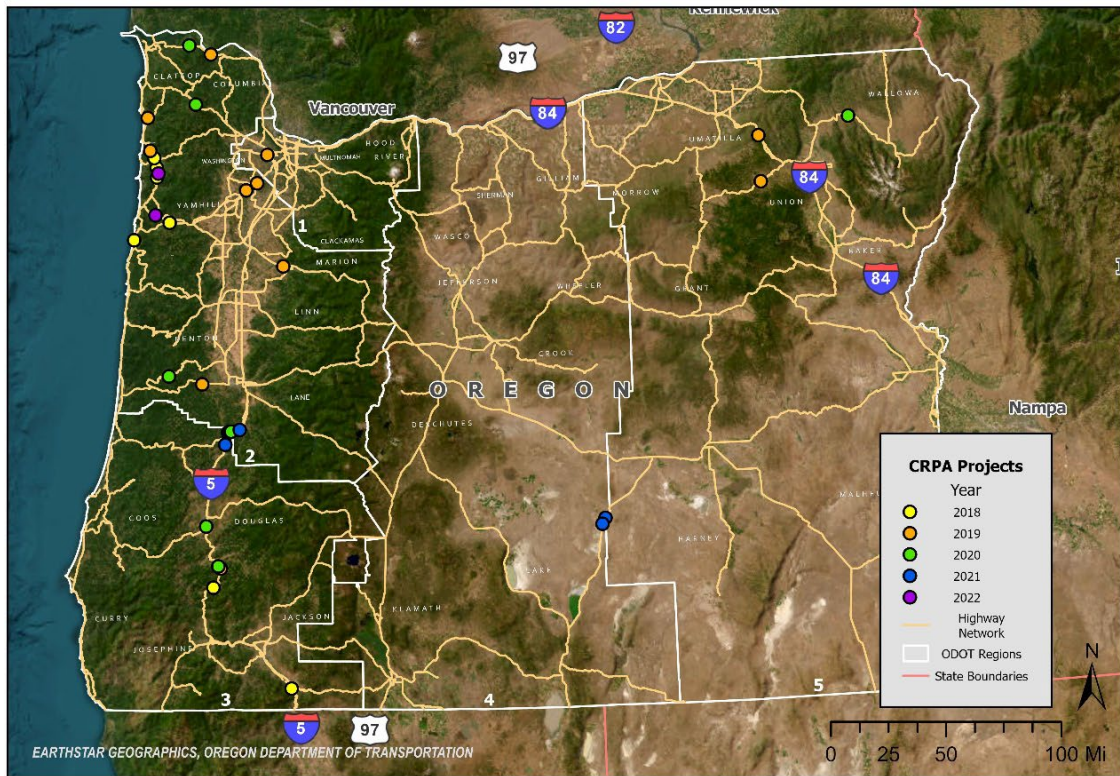 Kennewick
82
97
CLATSOP
COLUMBIA
Vancouver
84
WALLOWA
UMATILLA
WASHINGTON
MULTNOMAH
HOOD
RIVER
GILLIAM
MORROW
SHERMAN
84
UNION
YAMHILL
1
CLACKAMAS
WASCO
MARION
BAKER
84
JEFFERSON
WHEELER
GRANT
LINN
BENTON
CROOK
OREGON
LANE
DESCHUTES
Nampa
2
5
COOS
DOUGLAS
MALHEUR
HARNEY
LAKE
CURRY
JACKSON
KLAMATH
JOSEPHINE
3
4
5
5
97
CRPA Projects
Year
2018
2019
2020
2021
2022
Highway
Network
ODOT Regions
State Boundaries
N
0 25 50 100 Mi
EARTHSTAR GEOGRAPHICS, OREGON DEPARTMENT OF TRANSPORTATION